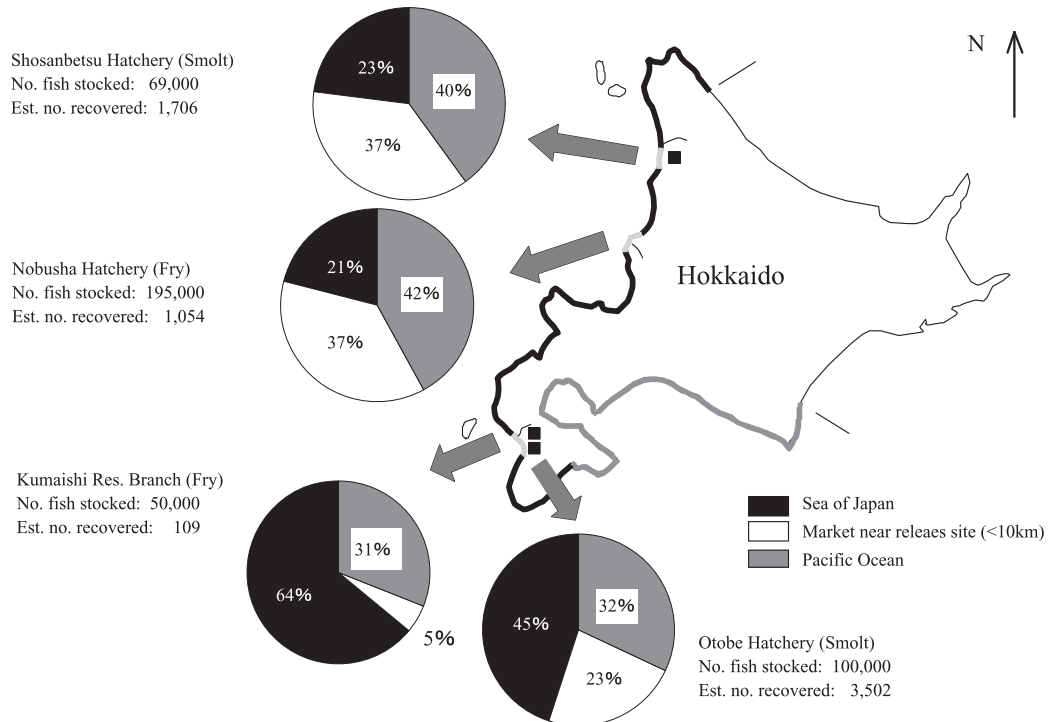 Shosanbetsu Hatchery (Smolt)
No. fish stocked: 69,000
Est. no. recovered: 1,706
23%
40%
37%
N
Nobusha Hatchery (Fry)
No. fish stocked: 195,000
Est. no. recovered: 1,054
21%
42%
37%
Hokkaido
Kumaishi Res. Branch (Fry)
No. fish stocked: 50,000
Est. no. recovered: 109
31%
64%
5%
Sea of Japan
Market near releaes site (<10km)
Pacific Ocean
32%
45%
23%
Otobe Hatchery (Smolt)
No. fish stocked: 100,000
Est. no. recovered: 3,502